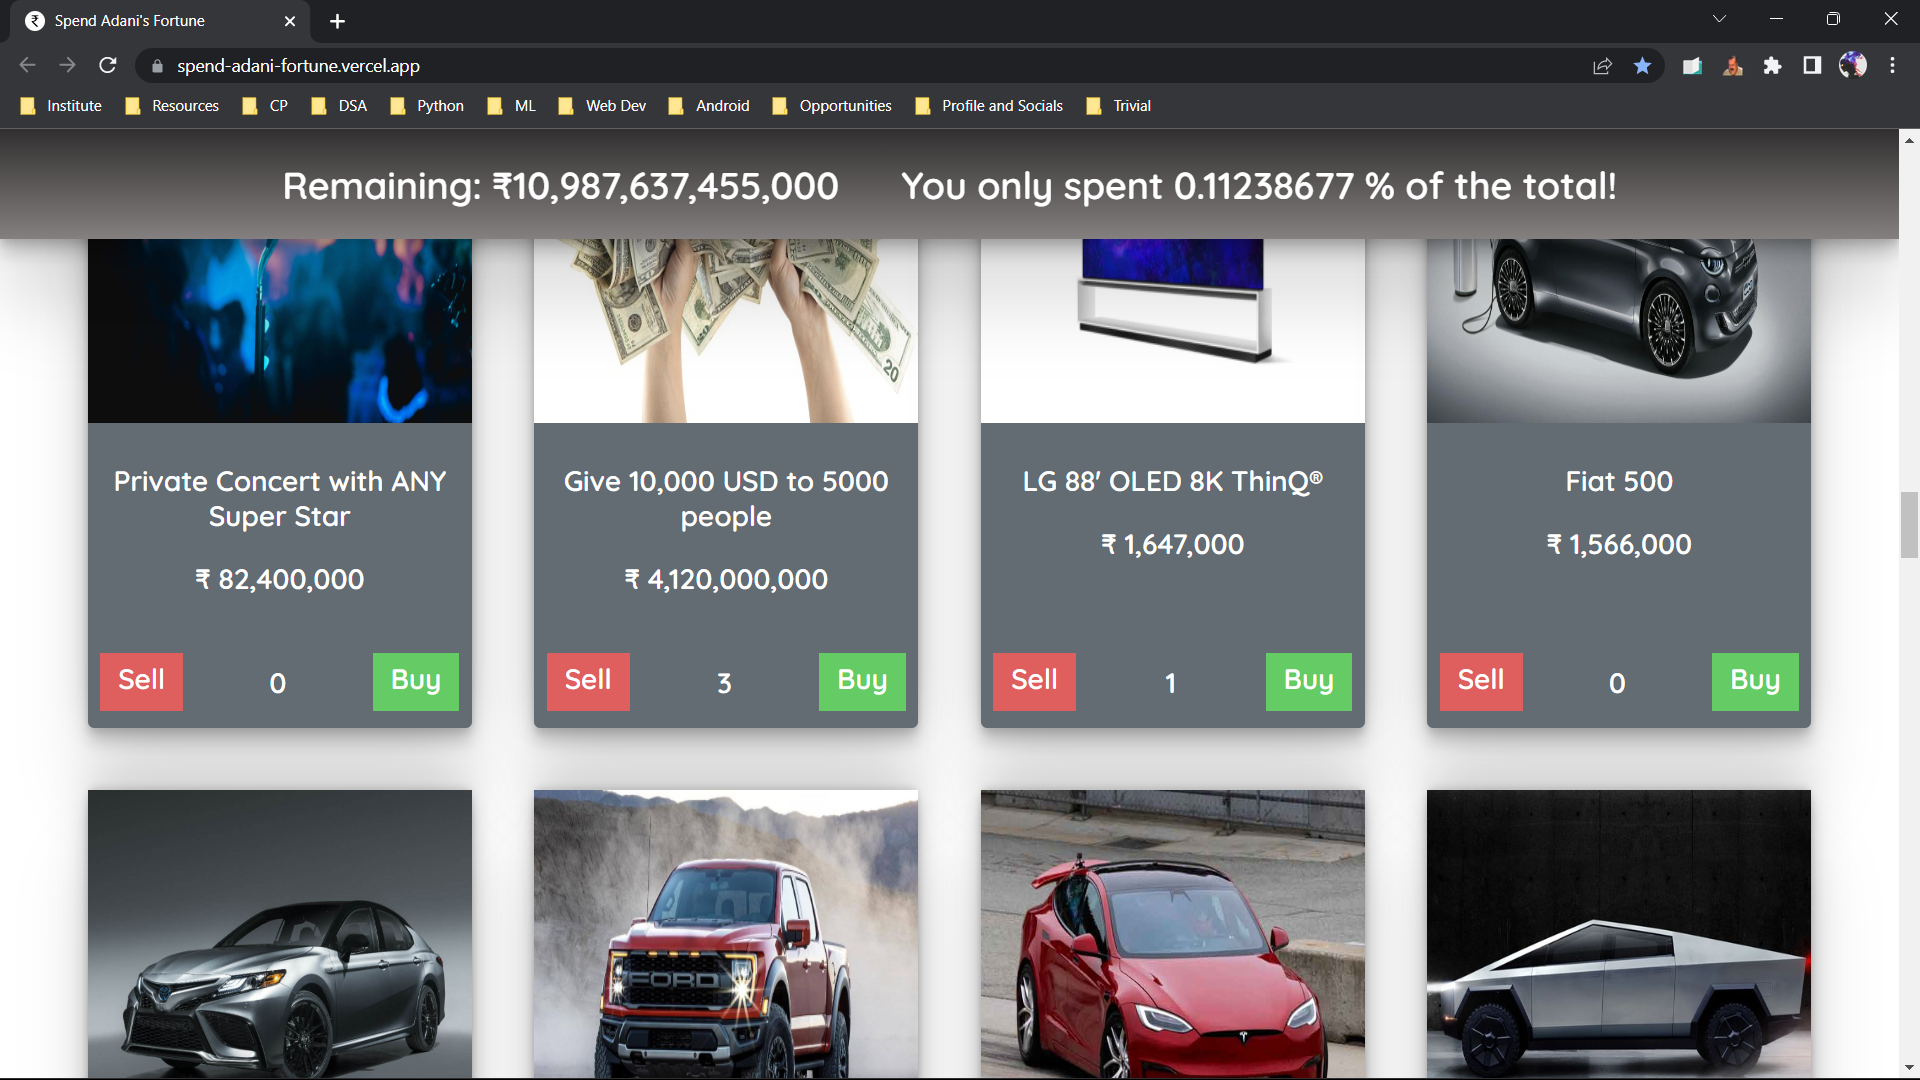 Spend Adani's Fortune
spend-adani-fortune.vercel.app
Institute Resources CP DSA Python ML Web Dev Android Opportunities Profile and Socials Trivial
Remaining: ₹10,987,637,455,000 You only spent 0.11238677 % of the total!
20
Private Concert with ANY
Super Star
₹ 82,400,000
Sell 0 Buy
Give 10,000 USD to 5000
people
₹ 4,120,000,000
Sell 3 Buy
LG 88' OLED 8K ThinQ®
₹ 1,647,000
Sell 1 Buy
Fiat 500
₹ 1,566,000
Sell 0 Buy
FORD